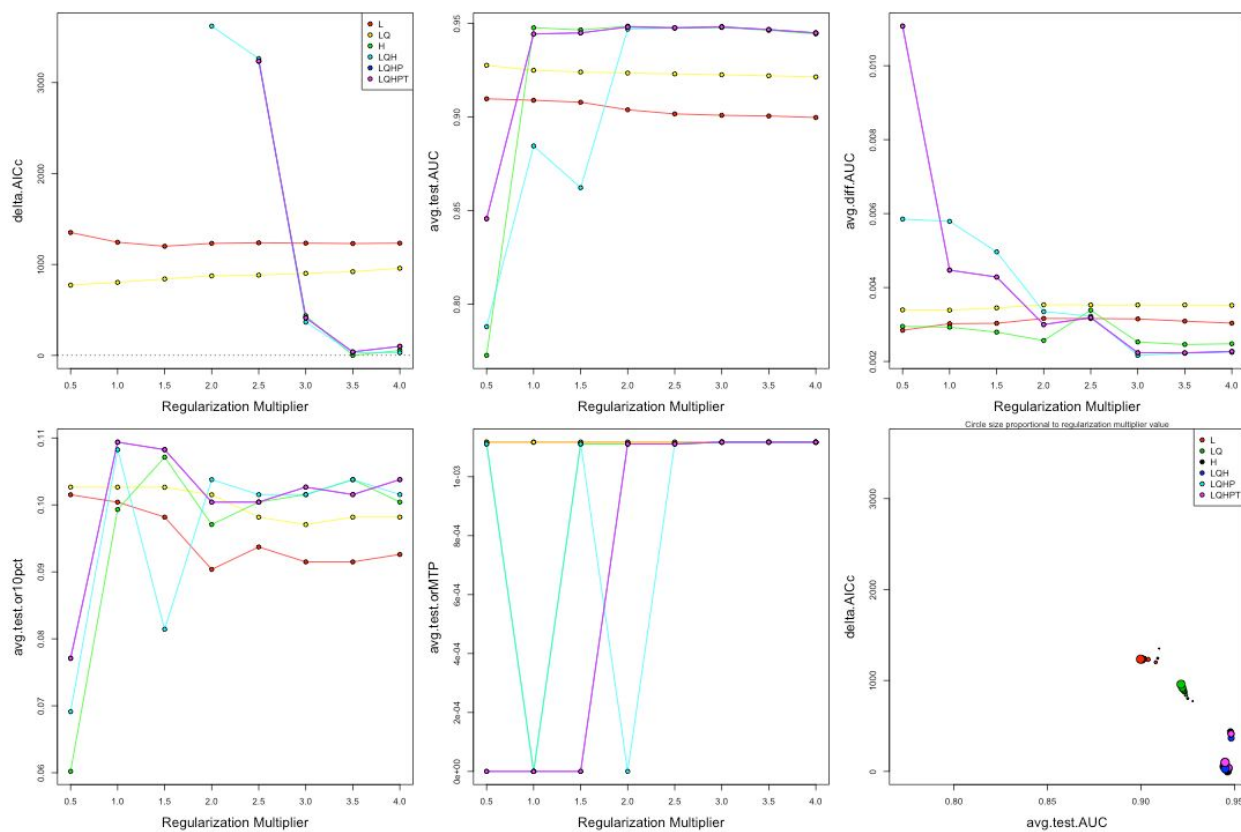 delta.AICc
3000
2000
1000
0
L
LQ
H
LQH
LQHP
LQHPT
0.5 1.0 1.5 2.0 2.5 3.0 3.5 4.0
Regularization Multiplier
avg.test.AUC
0.95
0.90
0.85
0.80
0.5 1.0 1.5 2.0 2.5 3.0 3.5 4.0
Regularization Multiplier
avg.diff.AUC
0.010
0.008
0.006
0.004
0.002
0.5 1.0 1.5 2.0 2.5 3.0 3.5 4.0
Regularization Multiplier
avg.test.or10pct
0.11
0.10
0.09
0.08
0.07
0.06
0.5 1.0 1.5 2.0 2.5 3.0 3.5 4.0
Regularization Multiplier
avg.test.orMTP
1e-03
8e-04
6e-04
4e-04
2e-04
0e+00
0.5 1.0 1.5 2.0 2.5 3.0 3.5 4.0
Regularization Multiplier
Circle size proportional to regularization multiplier value
delta.AICc
3000
2000
1000
0
L
LQ
H
LQH
LQHP
LQHPT
0.80 0.85 0.90 0.95
avg.test.AUC